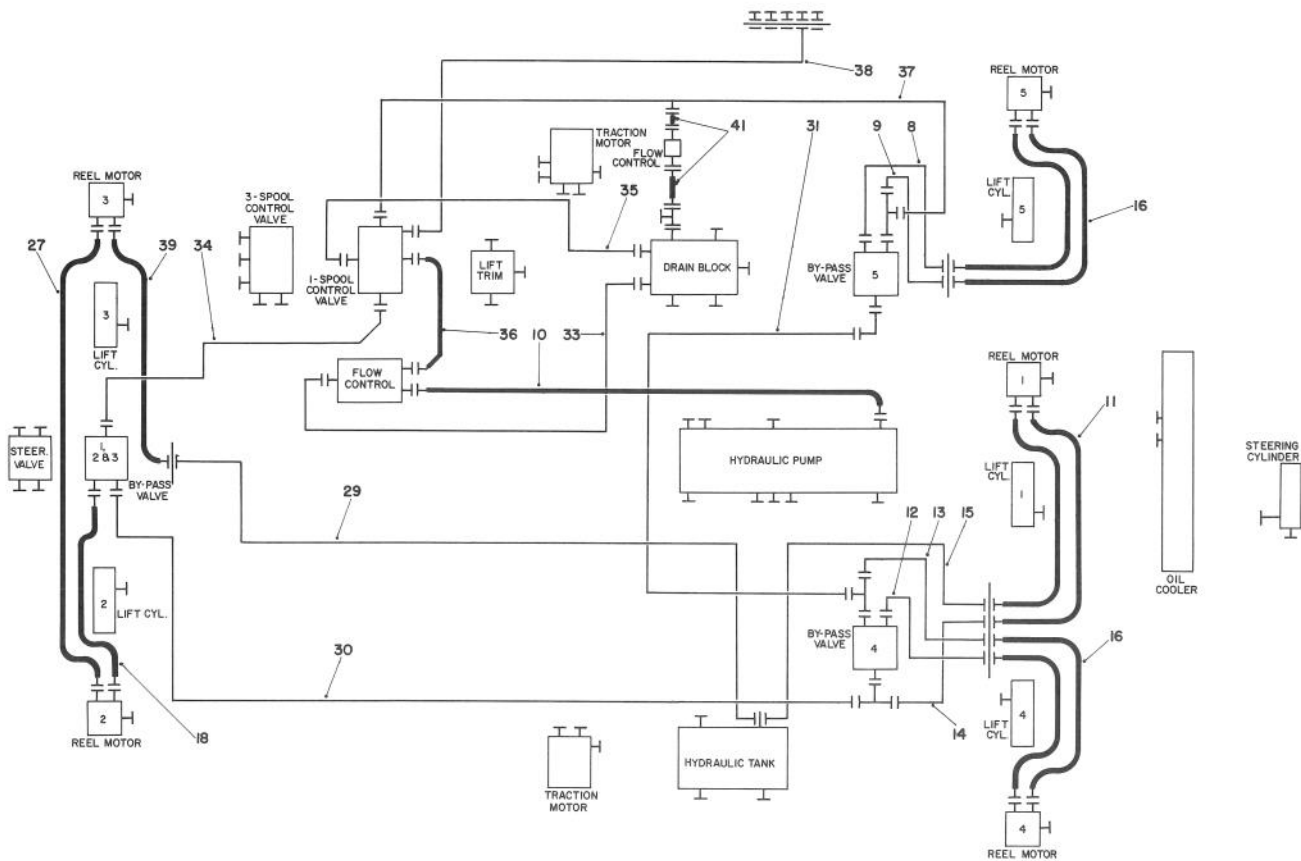 38
37
REEL MOTOR
5
TRACTION
MOTOR
41
FLOW
CONTROL
31
9
8
REEL MOTOR
3
3-SPOOL
CONTROL
VALVE
35
LIFT
CYL.
5
16
27
39
34
1-SPOOL
CONTROL
VALVE
LIFT
TRIM
DRAIN BLOCK
BY-PASS
VALVE
5
3
LIFT
CYL.
36
10
33
FLOW
CONTROL
REEL MOTOR
1
11
STEER.
VALVE
1,
2 & 3
BY-PASS
VALVE
HYDRAULIC PUMP
LIFT
CYL.
1
STEERING
CYLINDER
29
12
13
15
OIL
COOLER
2
LIFT CYL.
BY-PASS
VALVE
4
16
30
18
2
REEL MOTOR
14
LIFT
CYL.
4
HYDRAULIC TANK
TRACTION
MOTOR
4
REEL MOTOR